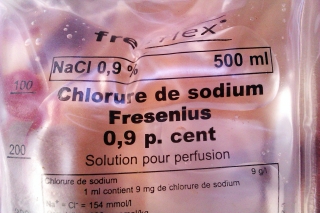 freeflex®
NaCl 0,9 % 500 ml
Chlorure de sodium
Fresenius
0,9 p. cent
Solution pour perfusion
Chlorure de sodium 9 g/l
1 ml contient 9 mg de chlorure de sodium
Na⁺ = Cl⁻ = 154 mmol/l
100
200